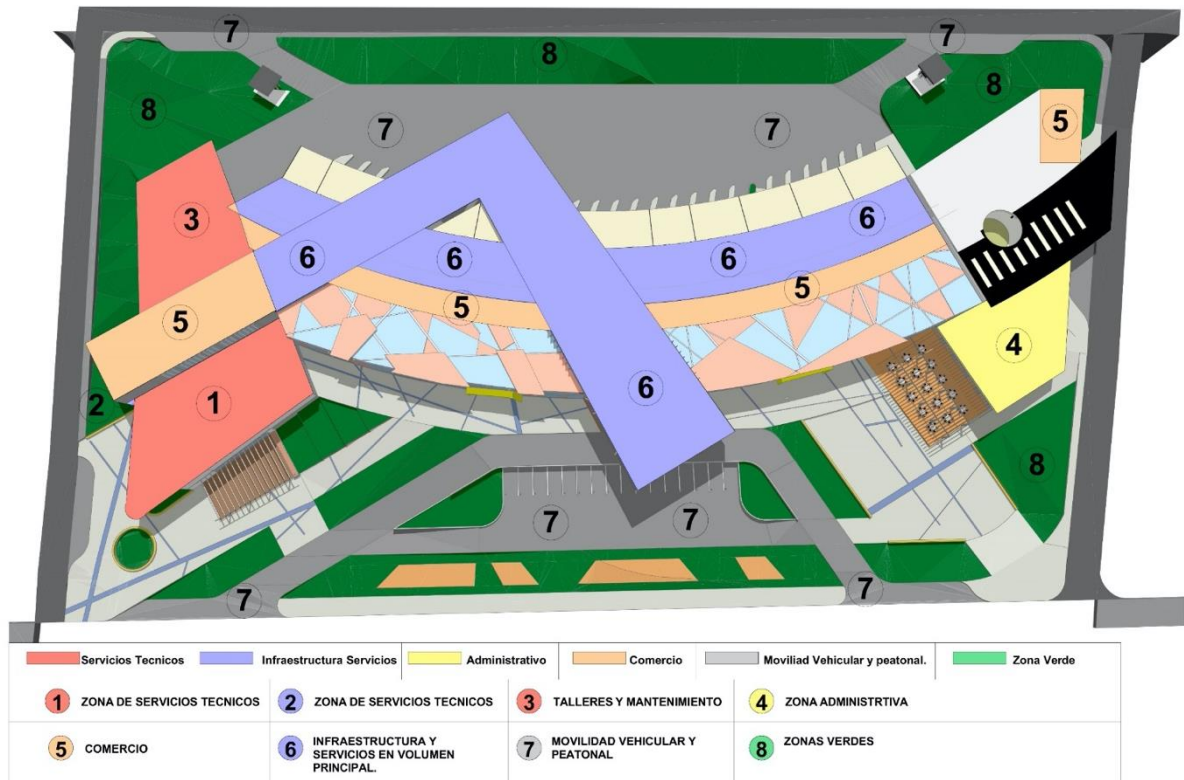 7
7
8
8
8
5
7
7
3
6
6
6
6
5
5
5
4
6
2
1
8
7
7
7
7
Servicios Tecnicos
Infraestructura Servicios
Administrativo
Comercio
Moviliad Vehicular y peatonal.
Zona Verde
1 ZONA DE SERVICIOS TECNICOS
2 ZONA DE SERVICIOS TECNICOS
3 TALLERES Y MANTENIMIENTO
4 ZONA ADMINISTRTIVA
5 COMERCIO
6 INFRAESTRUCTURA Y
SERVICIOS EN VOLUMEN
PRINCIPAL.
7 MOVILIDAD VEHICULAR Y
PEATONAL
8 ZONAS VERDES